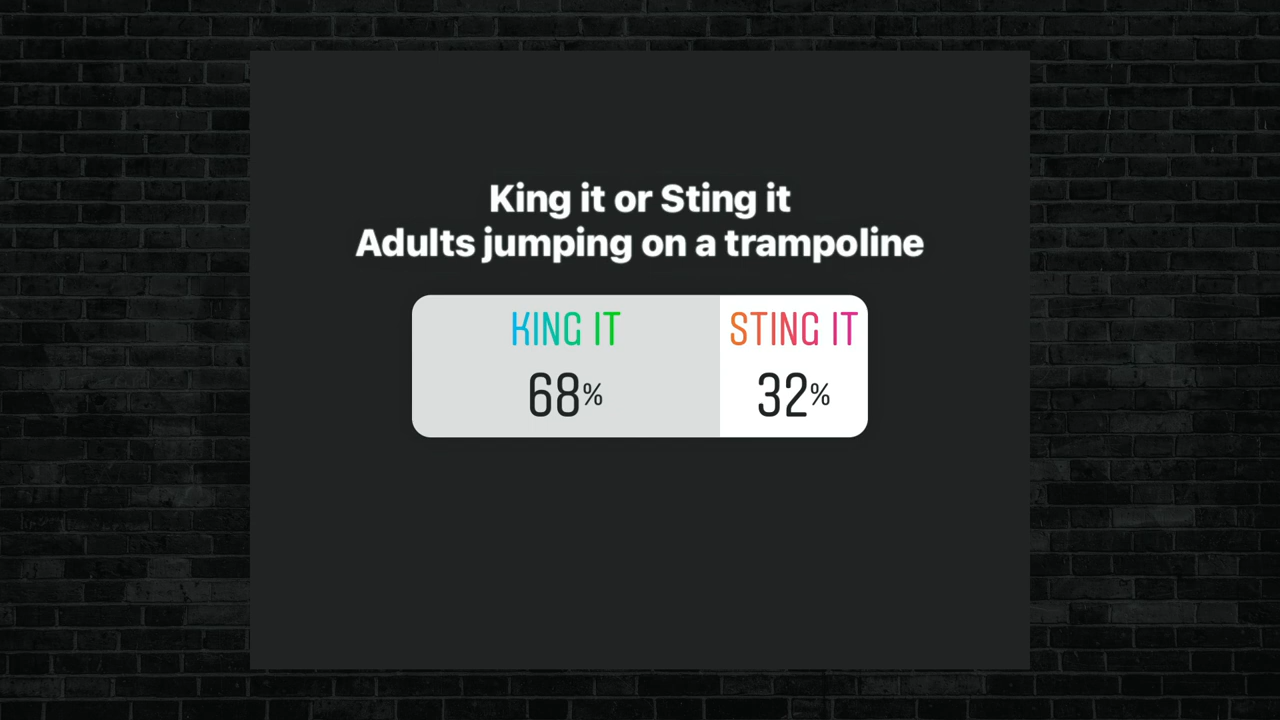 King it or Sting it
Adults jumping on a trampoline
KING IT STING IT
68% 32%